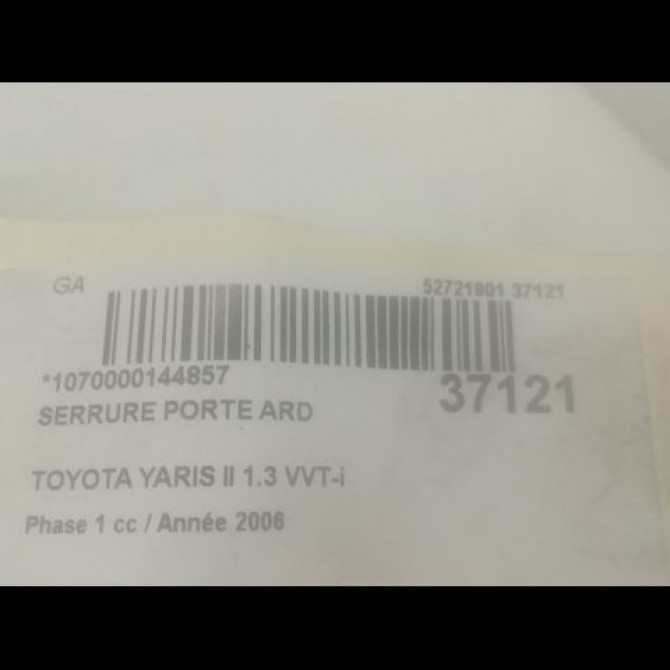 GA 52721901 37121
*1070000144857 37121
SERRURE PORTE ARD
TOYOTA YARIS II 1.3 VVT-i
Phase 1 cc / Année 2006